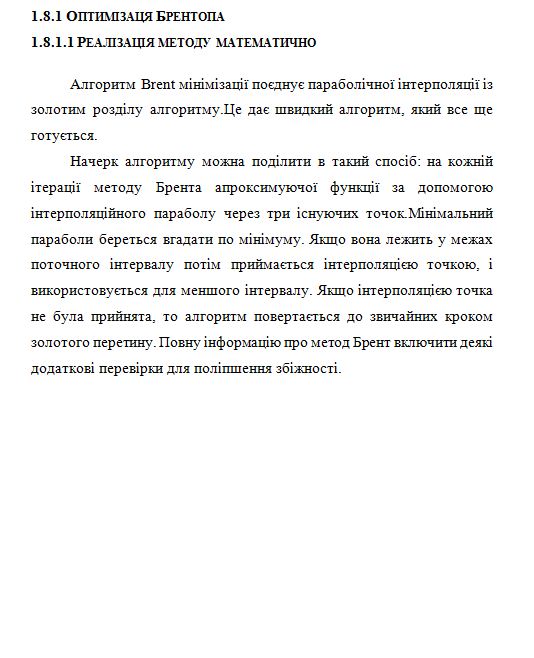 1.8.1 ОПТИМІЗАЦЯ БРЕНТОПА
1.8.1.1 РЕАЛІЗАЦІЯ МЕТОДУ МАТЕМАТИЧНО
Алгоритм Brent мінімізації поєднує параболічної інтерполяції із
золотим розділу алгоритму.Це дає швидкий алгоритм, який все ще
готується.
Начерк алгоритму можна поділити в такий спосіб: на кожній
ітерації методу Брента апроксимуючої функції за допомогою
інтерполяційного параболу через три існуючих точок.Мінімальний
параболи береться вгадати по мінімуму. Якщо вона лежить у межах
поточного інтервалу потім приймається інтерполяцією точкою, і
використовується для меншого інтервалу. Якщо інтерполяцією точка
не була прийнята, то алгоритм повертається до звичайних кроком
золотого перетину. Повну інформацію про метод Брент включити деякі
додаткові перевірки для поліпшення збіжності.